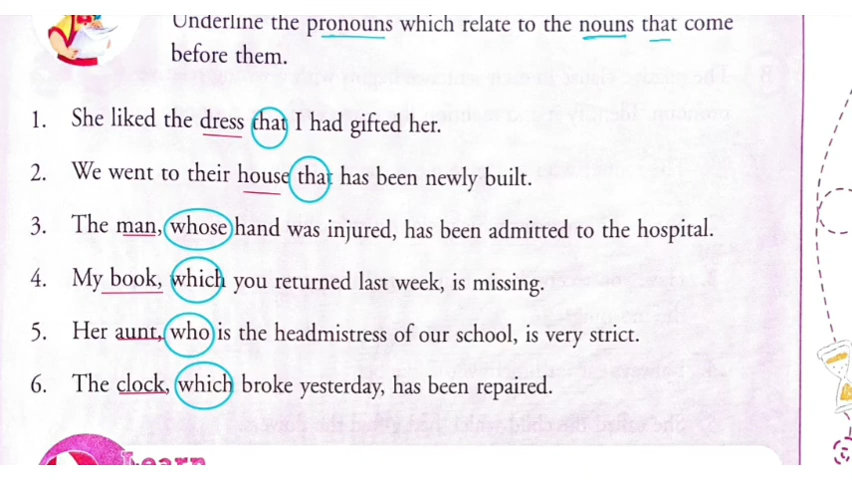 Underline the pronouns which relate to the nouns that come
before them.
1. She liked the dress that I had gifted her.
2. We went to their house that has been newly built.
3. The man, whose hand was injured, has been admitted to the hospital.
4. My book, which you returned last week, is missing.
5. Her aunt, who is the headmistress of our school, is very strict.
6. The clock, which broke yesterday, has been repaired.
Learn